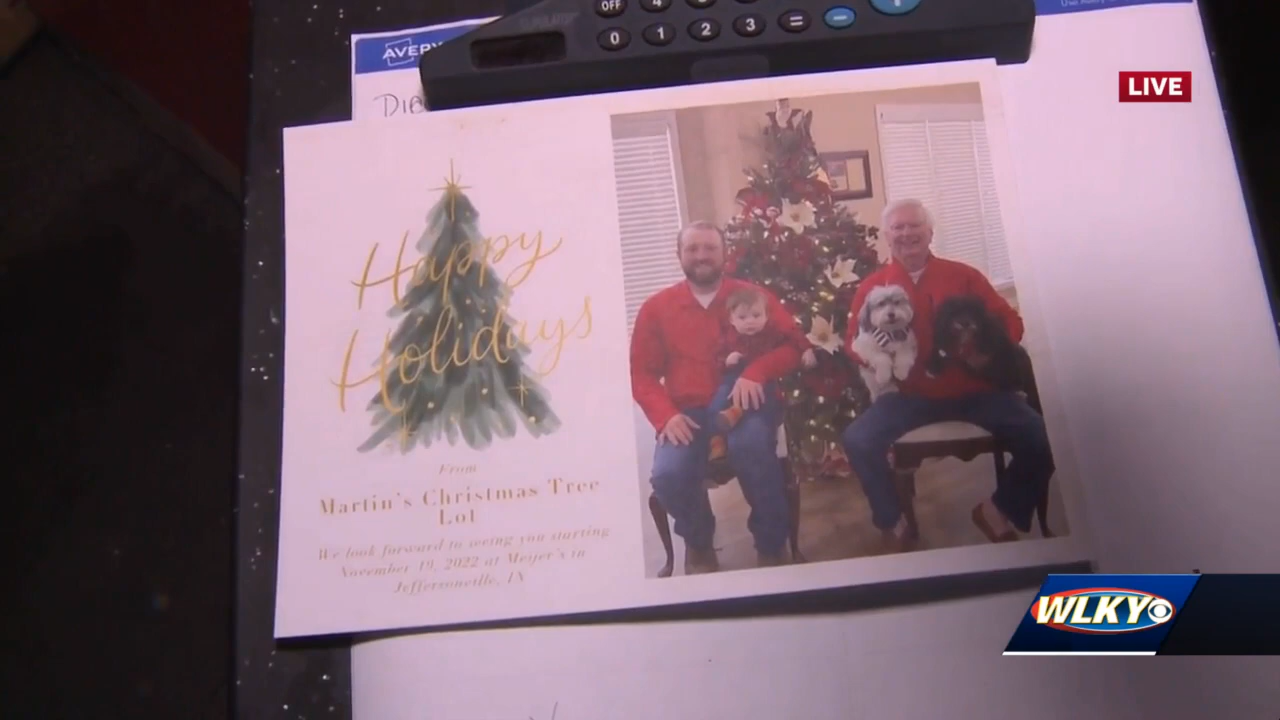 OFF 4
0 1 2 3 = -
AVERY
LIVE
Happy
Holidays
From
Martin's Christmas Tree
Lot
We look forward to seeing you starting
November 19, 2022 at Meijer's in
Jeffersonville, IN
WLKY